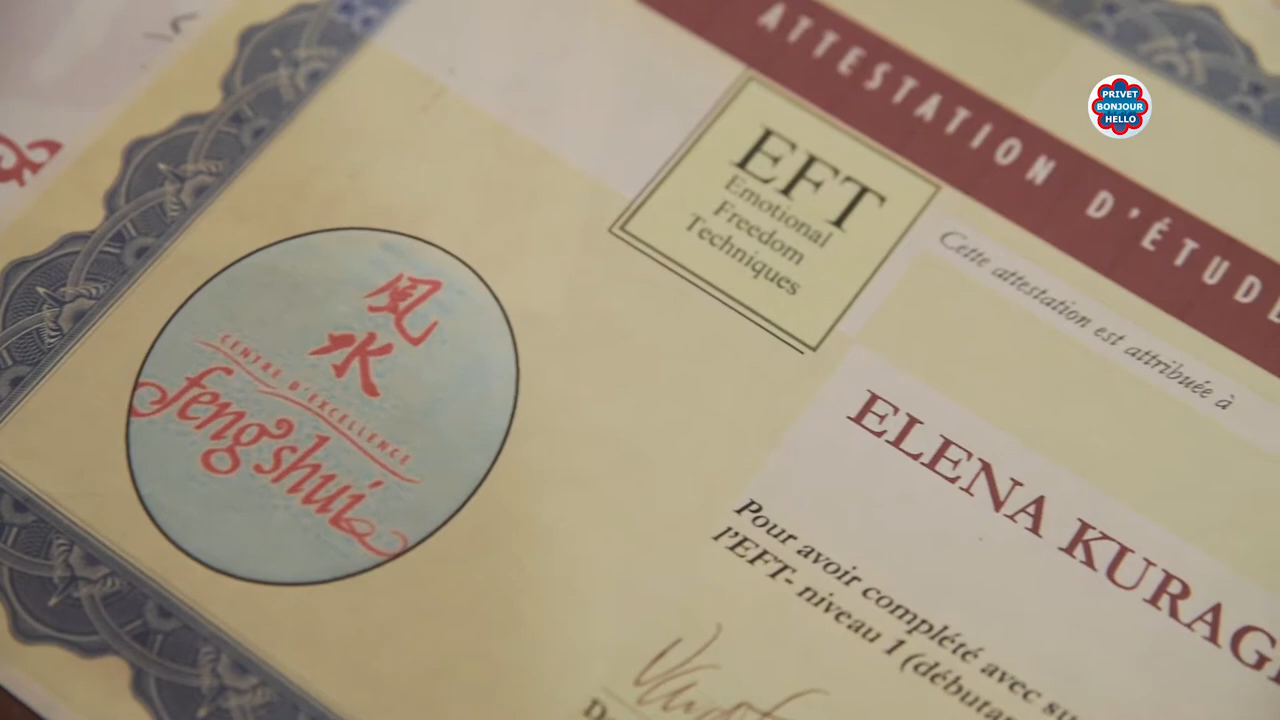 ATTESTATION D'ÉTUDE
PRIVET
BONJOUR
HELLO
EFT
Emotional
Freedom
Techniques
Cette attestation est attribuée à
風
水
CENTRE D'EXCELLENCE
feng shui
ELENA KURAG
Pour avoir complété avec su
l'EFT- niveau 1 (débutan